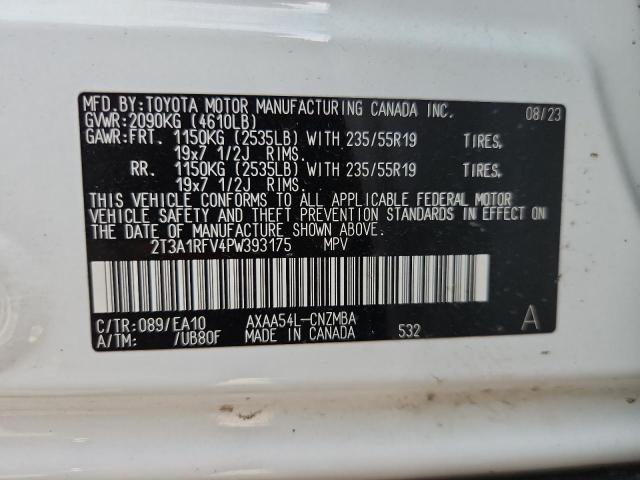 MFD.BY:TOYOTA MOTOR MANUFACTURING CANADA INC. 08/23
GVWR:2090KG (4610LB)
GAWR:FRT. 1150KG (2535LB) WITH 235/55R19 TIRES,
19x7 1/2J RIMS.
RR. 1150KG (2535LB) WITH 235/55R19 TIRES,
19x7 1/2J RIMS.
THIS VEHICLE CONFORMS TO ALL APPLICABLE FEDERAL MOTOR
VEHICLE SAFETY AND THEFT PREVENTION STANDARDS IN EFFECT ON
THE DATE OF MANUFACTURE SHOWN ABOVE.
2T3A1RFV4PW393175 MPV
C/TR:089/EA10 AXAA54L-CNZMBA A
A/TM: /UB80F MADE IN CANADA 532